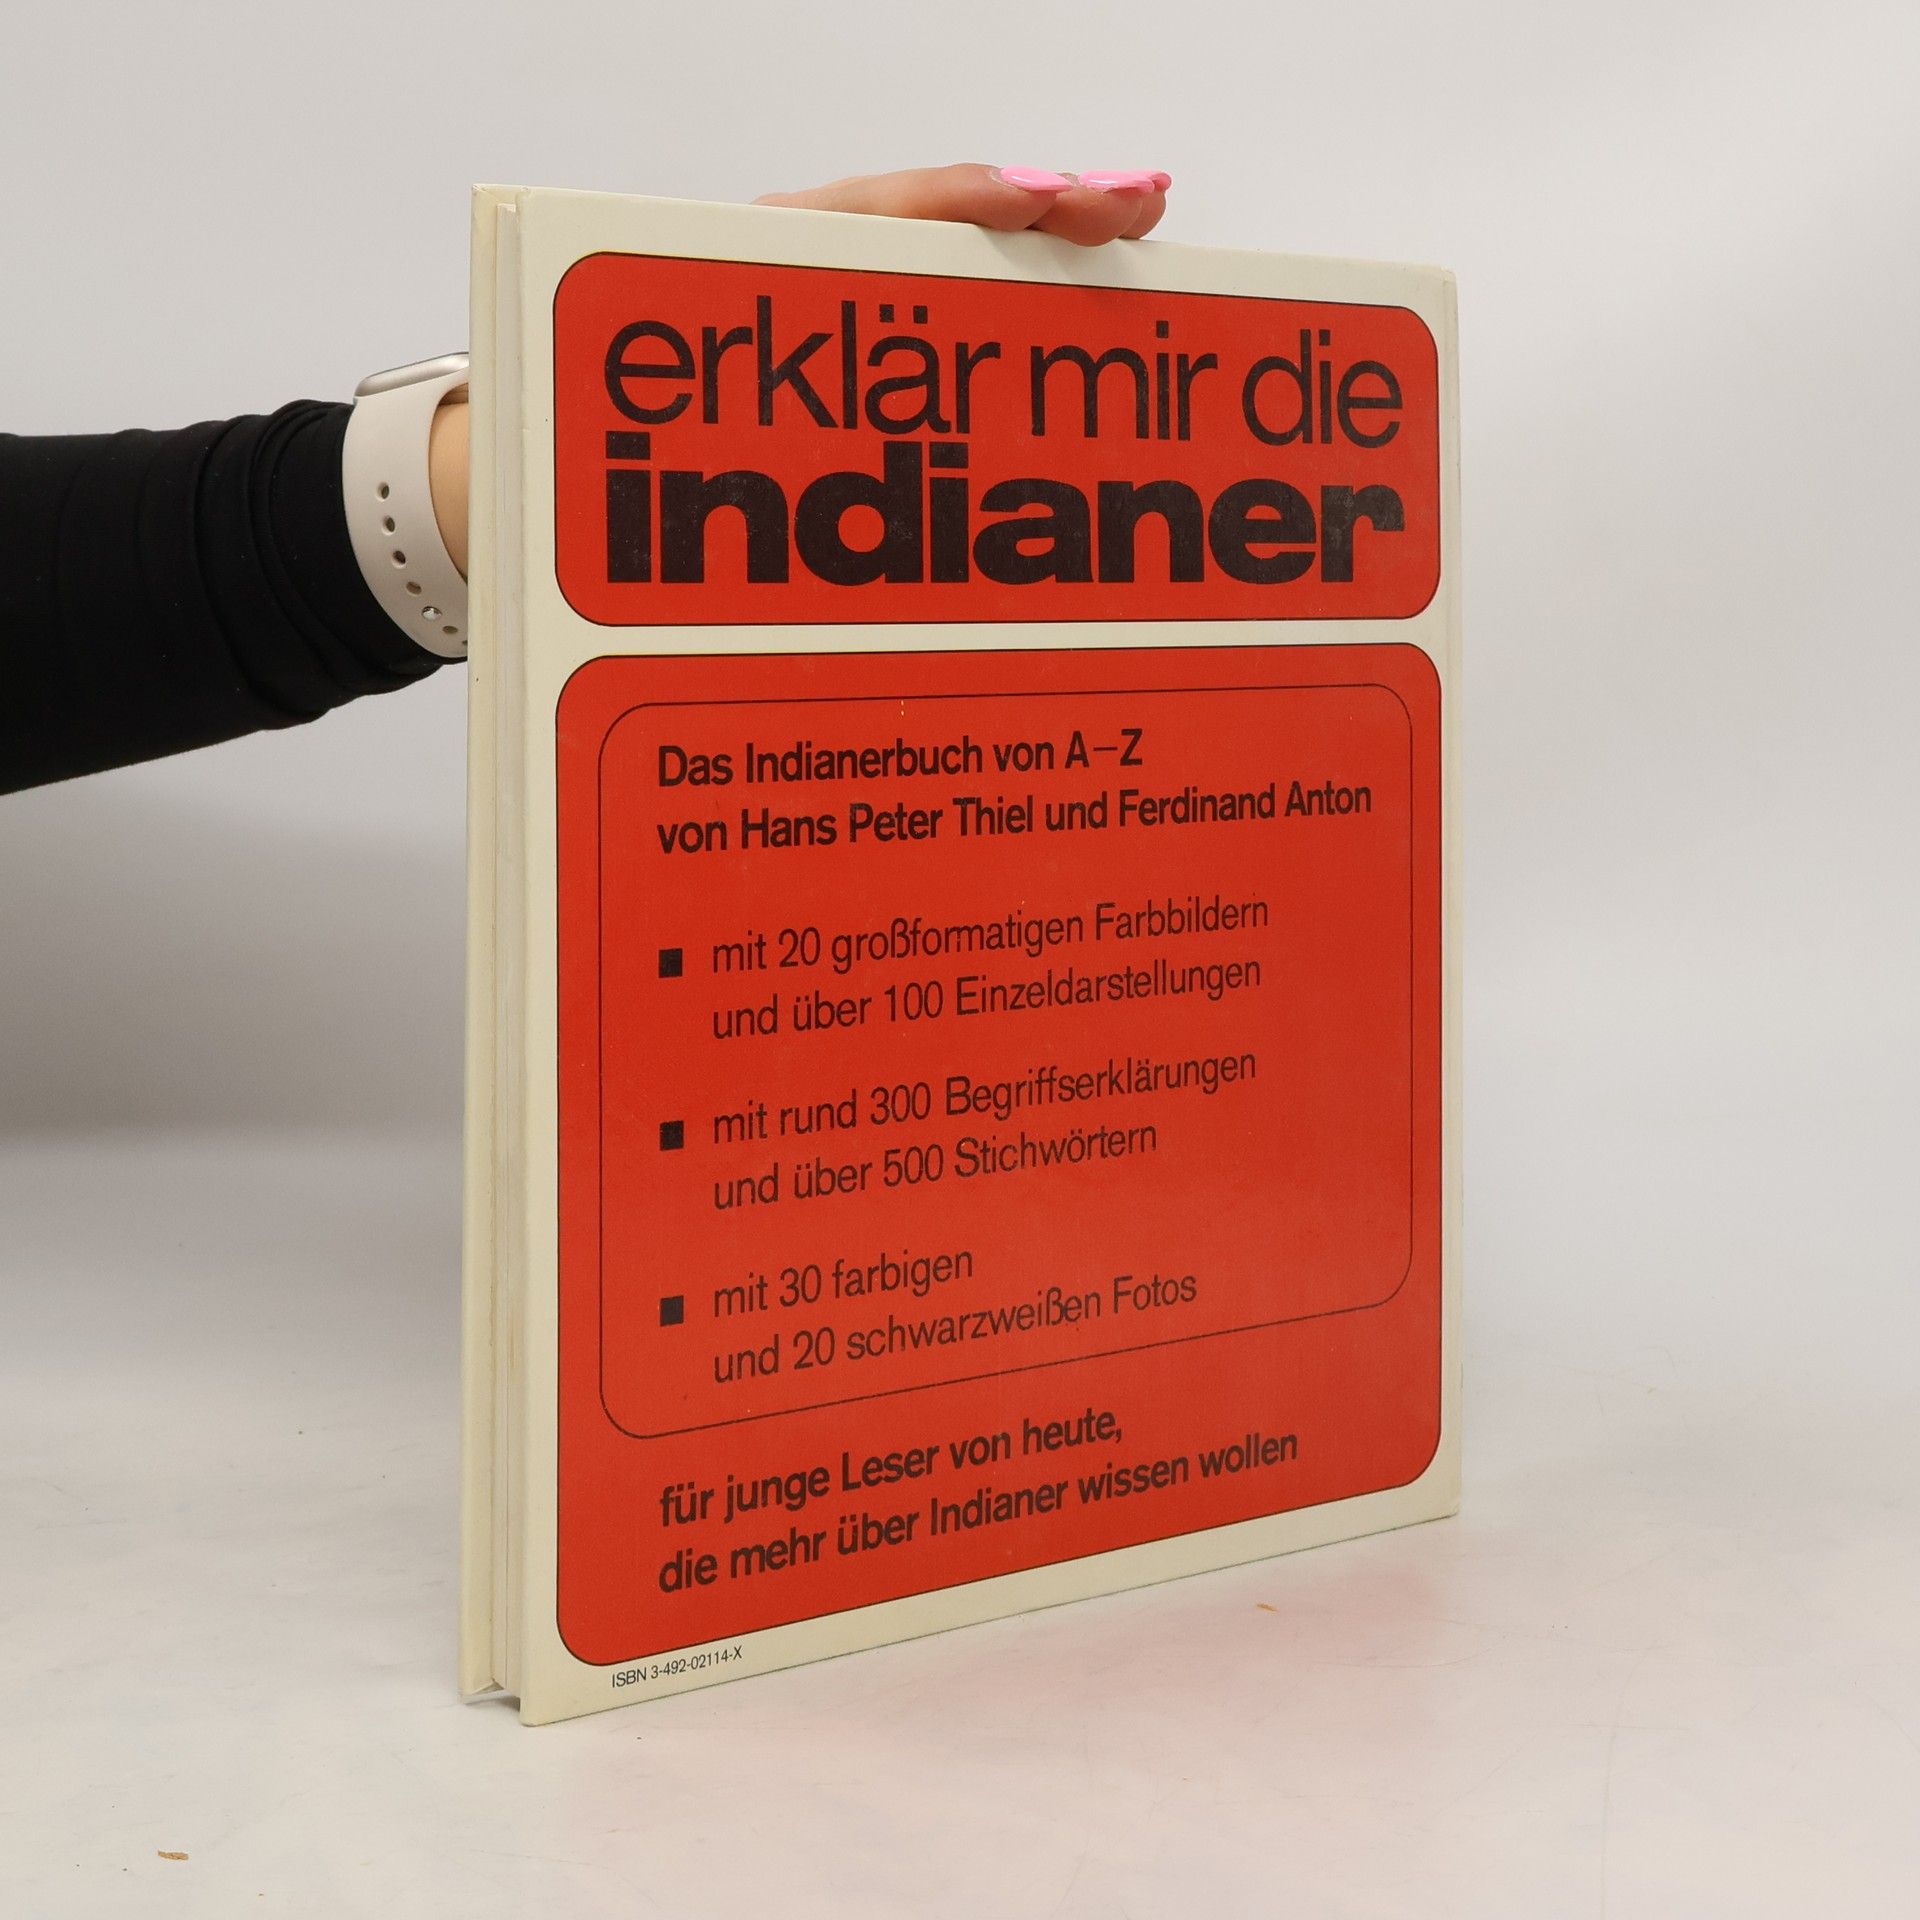 erklär mir die
indianer
Das Indianerbuch von A–Z
von Hans Peter Thiel und Ferdinand Anton
■ mit 20 großformatigen Farbbildern
und über 100 Einzeldarstellungen
■ mit rund 300 Begriffserklärungen
und über 500 Stichwörtern
■ mit 30 farbigen
und 20 schwarzweißen Fotos
für junge Leser von heute,
die mehr über Indianer wissen wollen
ISBN 3-492-02114-X